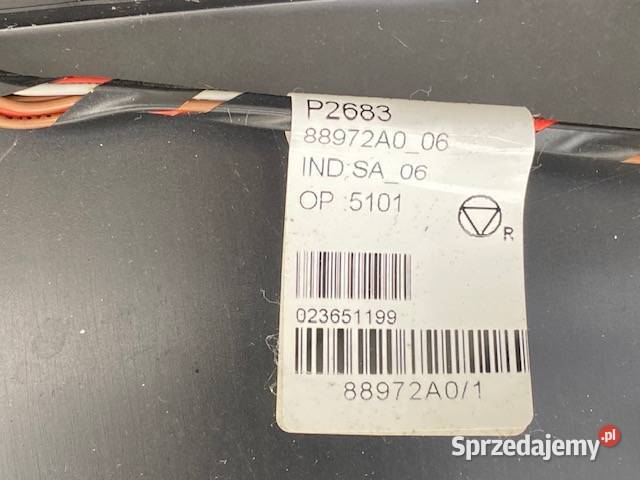 P2683
88972A0_06
IND:SA_06
OP :5101
R
023651199
88972A0/1
Sprzedajemy.pl